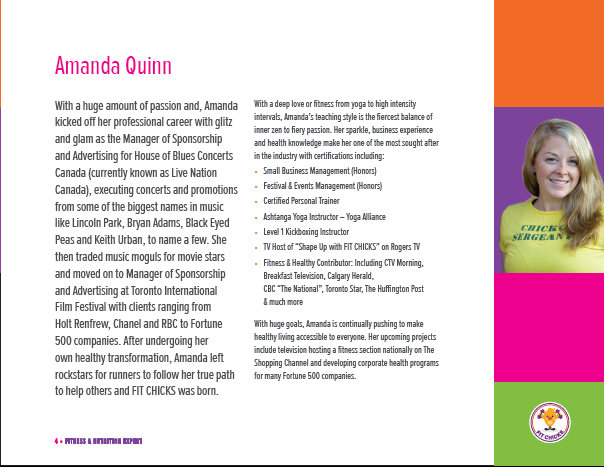 Amanda Quinn
With a huge amount of passion and, Amanda
kicked off her professional career with glitz
and glam as the Manager of Sponsorship
and Advertising for House of Blues Concerts
Canada (currently known as Live Nation
Canada), executing concerts and promotions
from some of the biggest names in music
like Lincoln Park, Bryan Adams, Black Eyed
Peas and Keith Urban, to name a few. She
then traded music moguls for movie stars
and moved on to Manager of Sponsorship
and Advertising at Toronto International
Film Festival with clients ranging from
Holt Renfrew, Chanel and RBC to Fortune
500 companies. After undergoing her
own healthy transformation, Amanda left
rockstars for runners to follow her true path
to help others and FIT CHICKS was born.
With a deep love or fitness from yoga to high intensity
intervals, Amanda's teaching style is the fiercest balance of
inner zen to fiery passion. Her sparkle, business experience
and health knowledge make her one of the most sought after
in the industry with certifications including:
• Small Business Management (Honors)
• Festival & Events Management (Honors)
• Certified Personal Trainer
• Ashtanga Yoga Instructor – Yoga Alliance
• Level 1 Kickboxing Instructor
• TV Host of "Shape Up with FIT CHICKS" on Rogers TV
• Fitness & Healthy Contributor: Including CTV Morning,
Breakfast Television, Calgary Herald,
CBC "The National", Toronto Star, The Huffington Post
& much more
With huge goals, Amanda is continually pushing to make
healthy living accessible to everyone. Her upcoming projects
include television hosting a fitness section nationally on The
Shopping Channel and developing corporate health programs
for many Fortune 500 companies.
CHICKS
SERGEANT
FIT CHICKS
4 • FITNESS & NUTRITION EXPERT